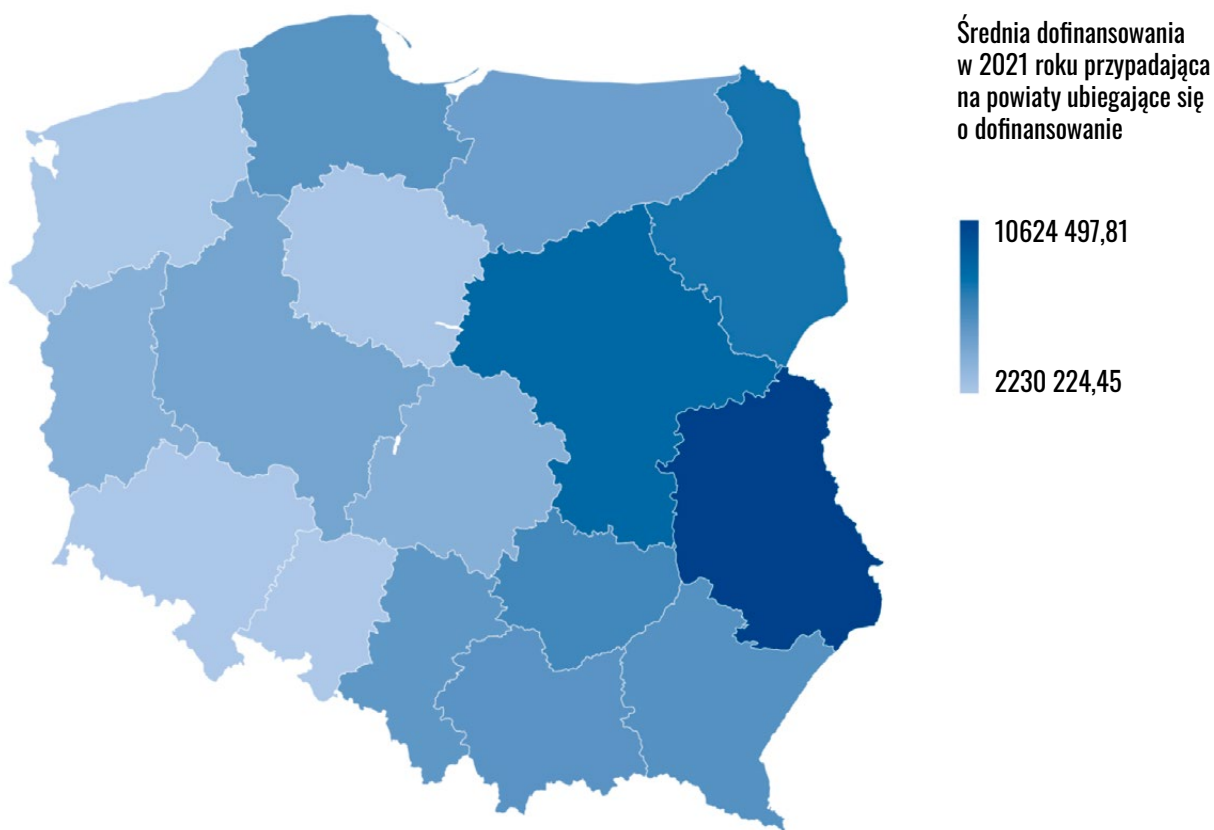 Średnia dofinansowania
w 2021 roku przypadająca
na powiaty ubiegające się
o dofinansowanie
10624 497,81
2230 224,45